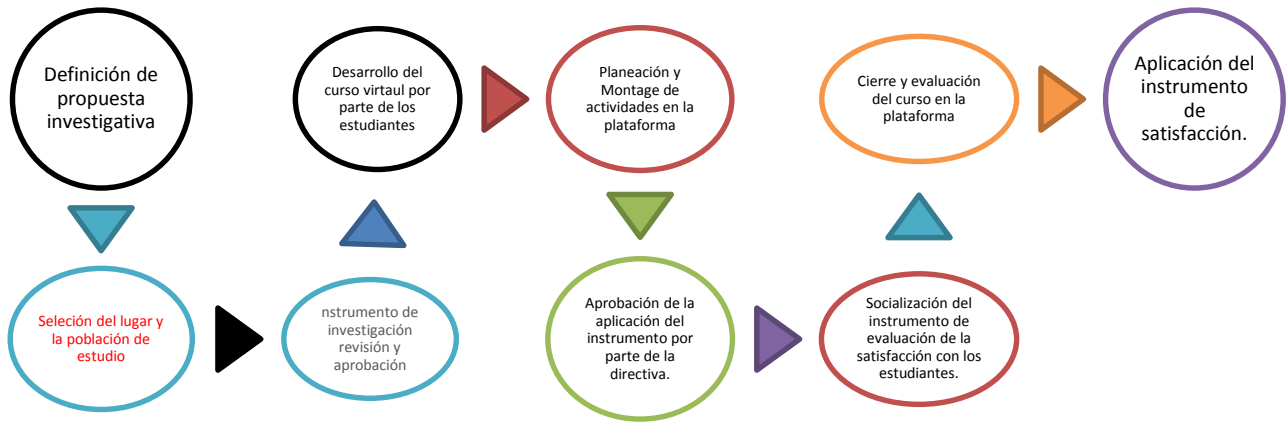 Definición de
propuesta
investigativa
Seleción del lugar y
la población de
estudio
nstrumento de
investigación
revisión y
aprobación
Desarrollo del
curso virtaul por
parte de los
estudiantes
Planeación y
Montage de
actividades en la
plataforma
Aprobación de la
aplicación del
instrumento por
parte de la
directiva.
Socialización del
instrumento de
evaluación de la
satisfacción con los
estudiantes.
Cierre y evaluación
del curso en la
plataforma
Aplicación del
instrumento
de
satisfacción.